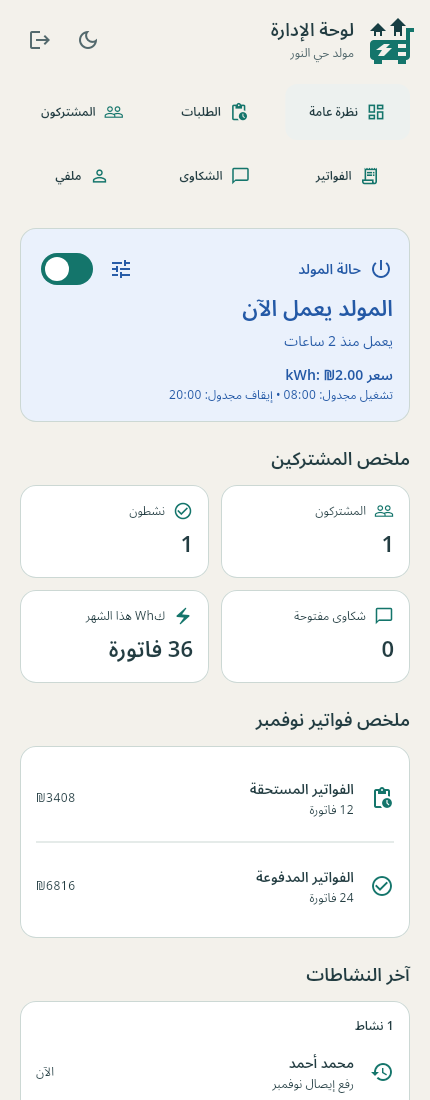 لوحة الإدارة
مولد حي النور
نظرة عامة
الطلبات
المشتركون
الفواتير
الشكاوى
ملفي
حالة المولد
المولد يعمل الآن
يعمل منذ 2 ساعات
سعر kWh: ₪2.00
تشغيل مجدول: 08:00 • إيقاف مجدول: 20:00
ملخص المشتركين
المشتركون
1
نشطون
1
شكاوى مفتوحة
0
كWh هذا الشهر
36 فاتورة
ملخص فواتير نوفمبر
الفواتير المستحقة
12 فاتورة
₪3408
الفواتير المدفوعة
24 فاتورة
₪6816
آخر النشاطات
1 نشاط
محمد أحمد
رفع إيصال نوفمبر
الآن